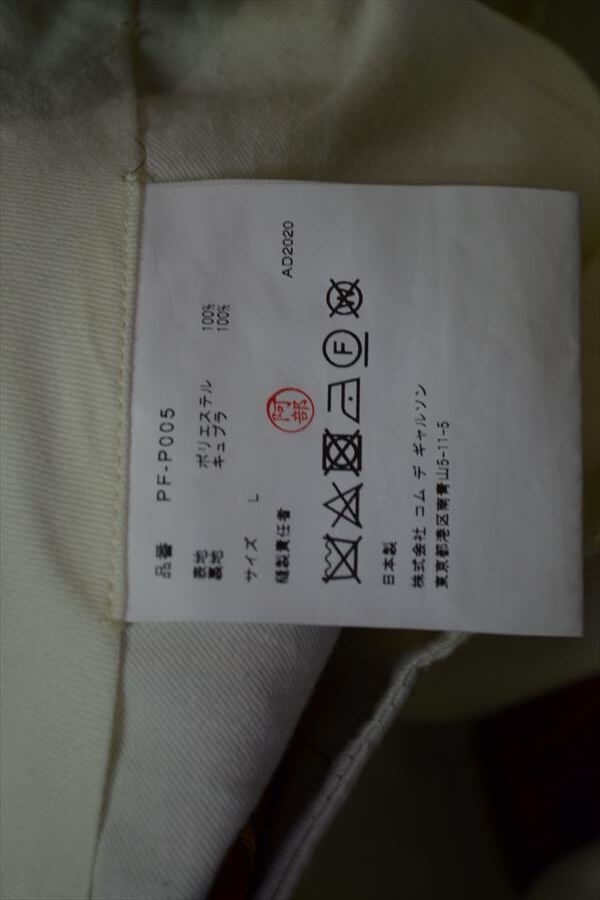 品番 PF-P005
表地 ポリエステル 100%
裏地 キュプラ 100%
サイズ L
縫製責任者 阿部 AD2020
F W
日本製
株式会社 コム デ ギャルソン
東京都港区南青山5-11-5